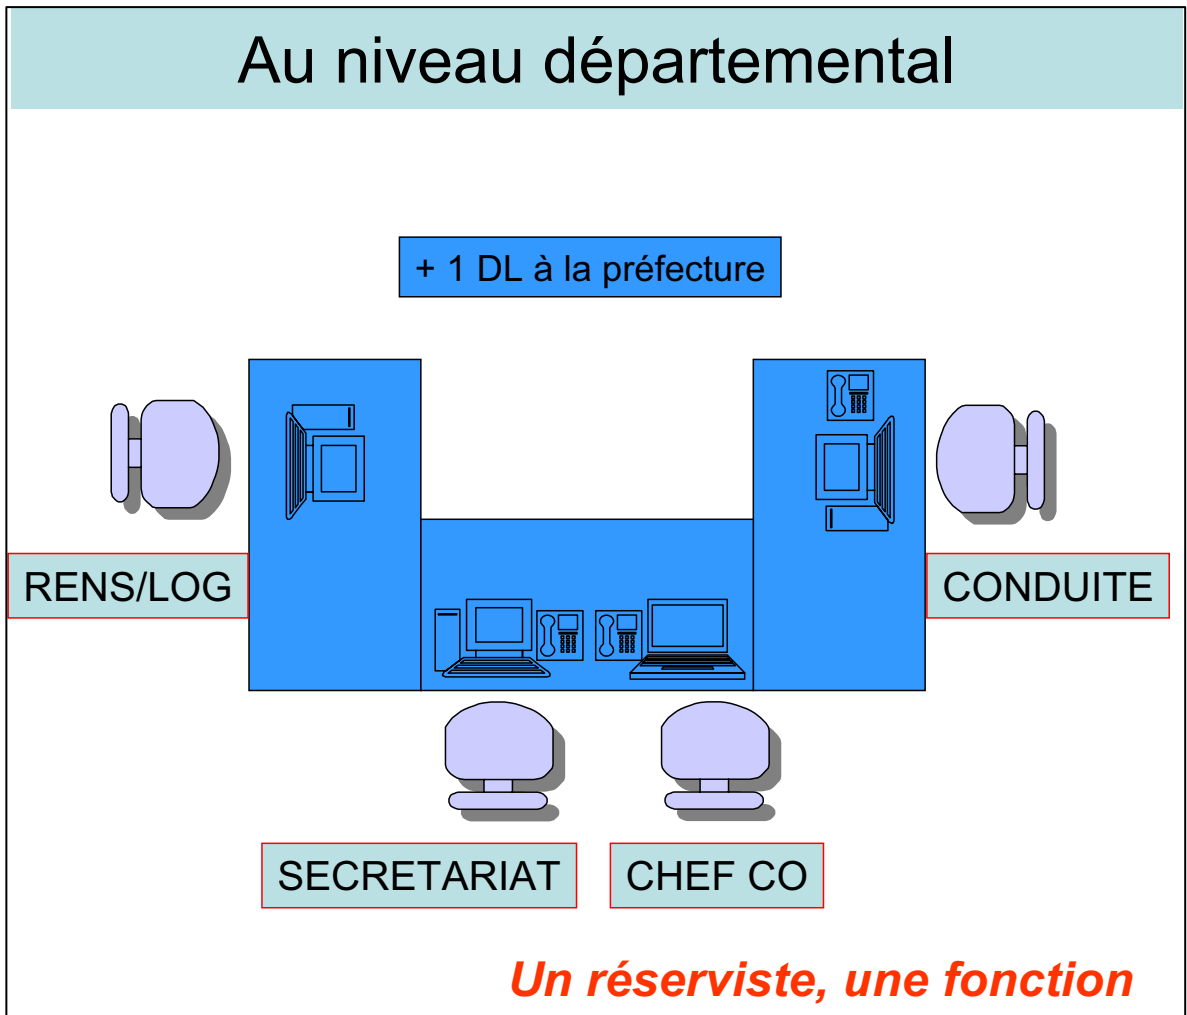 Au niveau départemental
+ 1 DL à la préfecture
RENS/LOG
CONDUITE
SECRETARIAT
CHEF CO
Un réserviste, une fonction